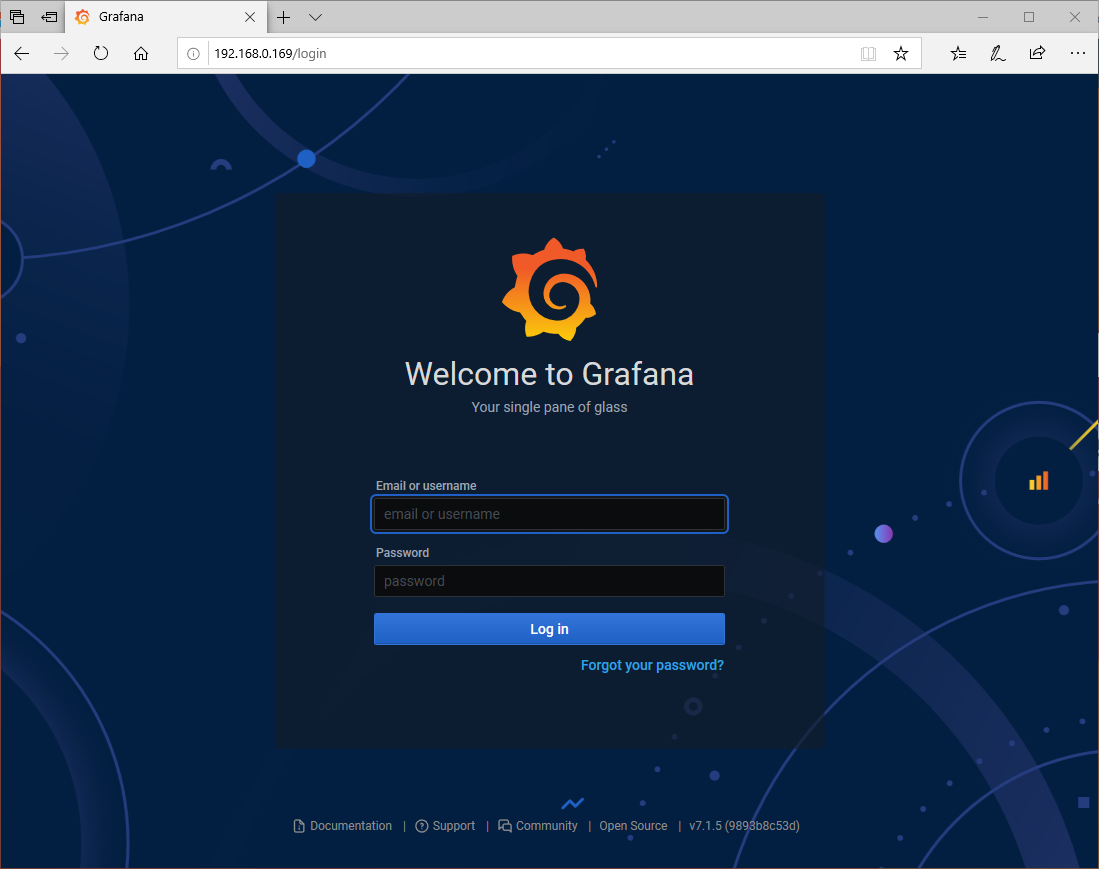 Grafana
192.168.0.169/login
Welcome to Grafana
Your single pane of glass
Email or username
email or username
Password
password
Log in
Forgot your password?
Documentation | Support | Community | Open Source | v7.1.5 (9893b8c53d)